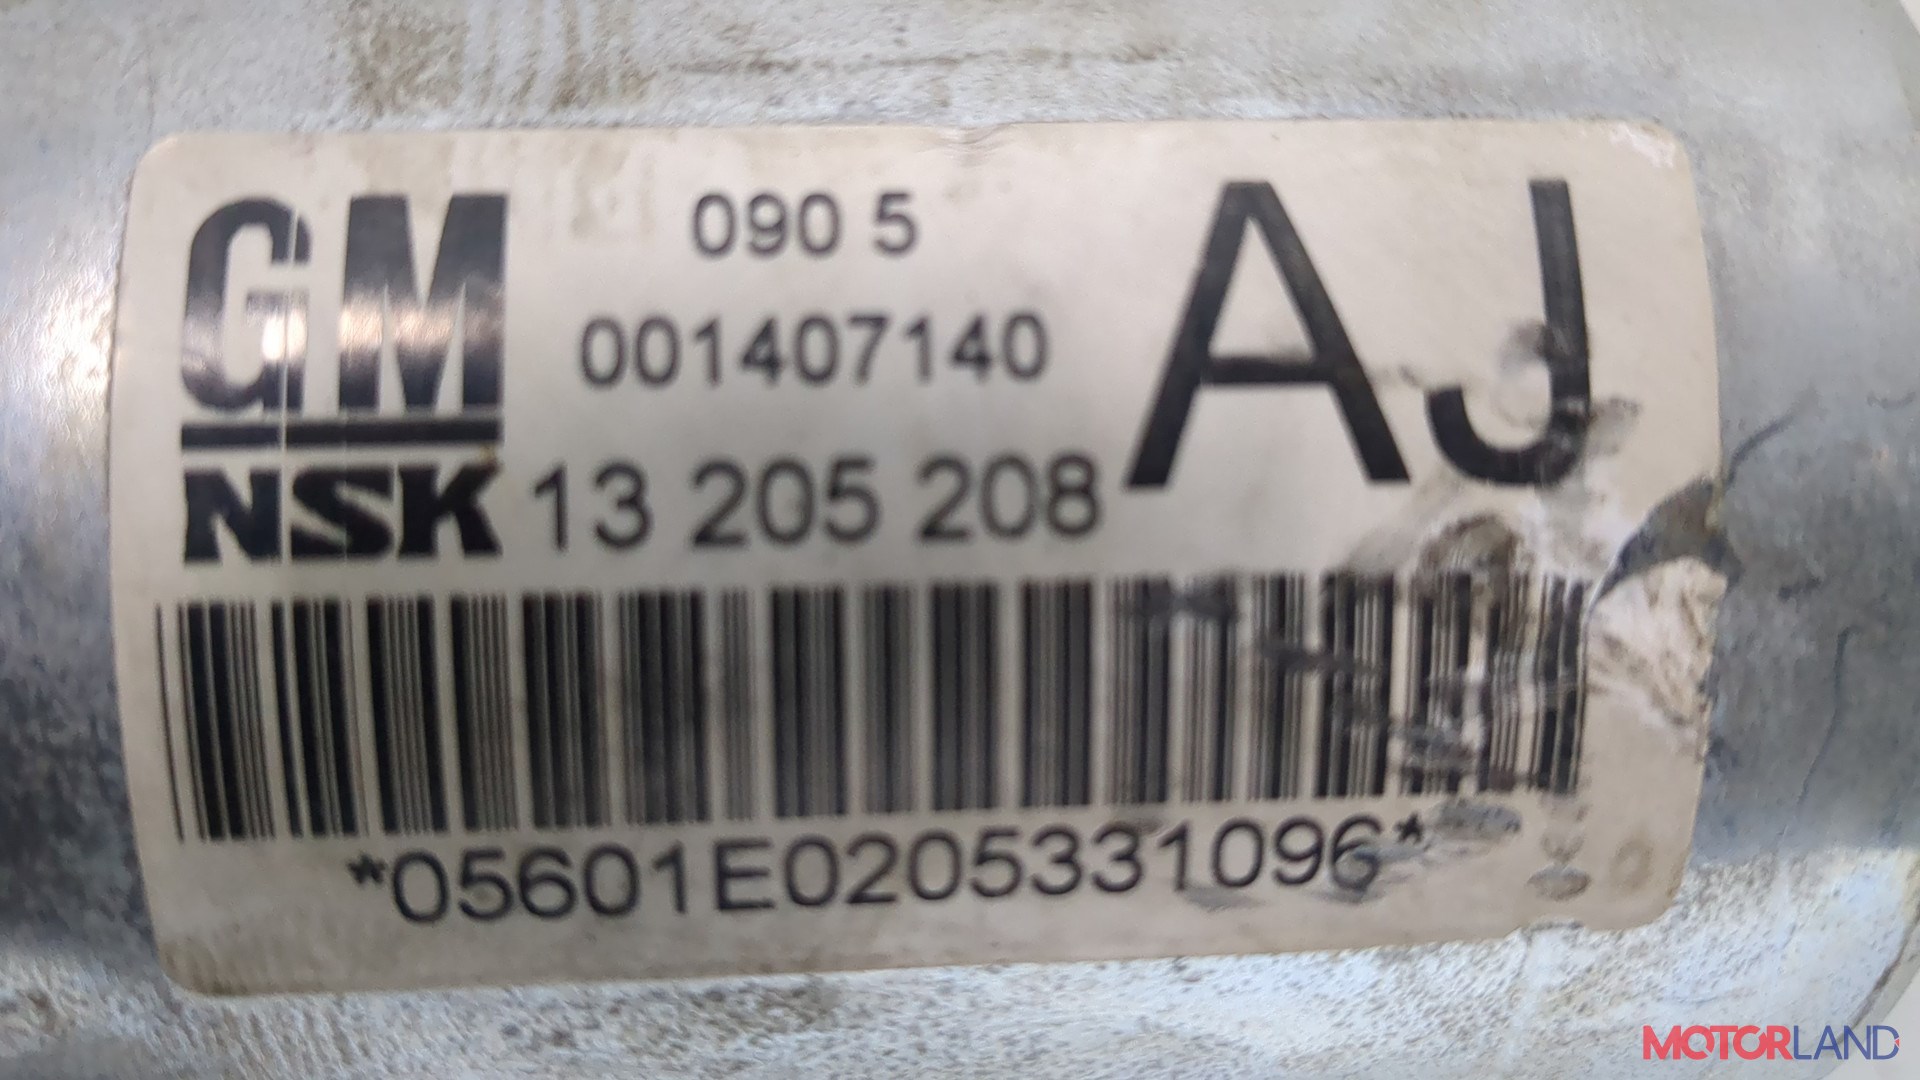 GM
090 5
001407140
AJ
NSK 13 205 208
*05601E0205331096*
MOTORLAND